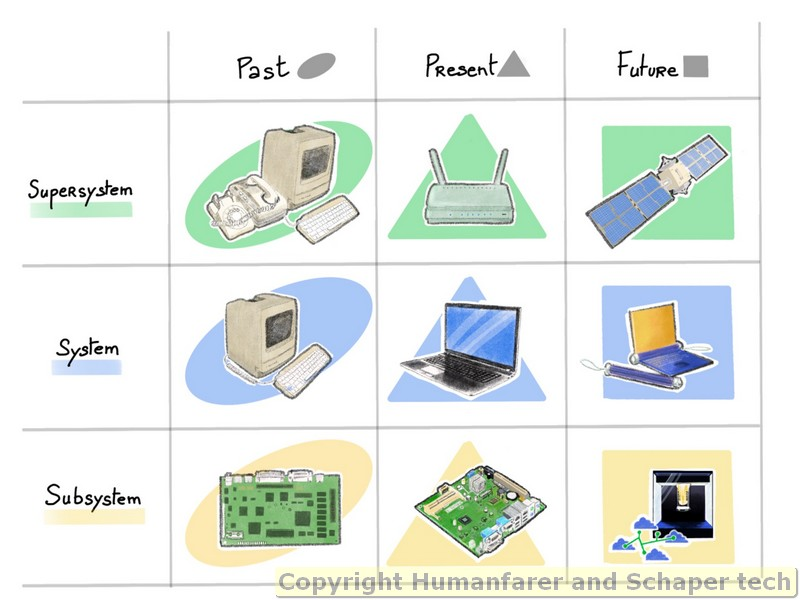 Past
Present
Future
Supersystem
System
Subsystem
Copyright Humanfarer and Schaper tech